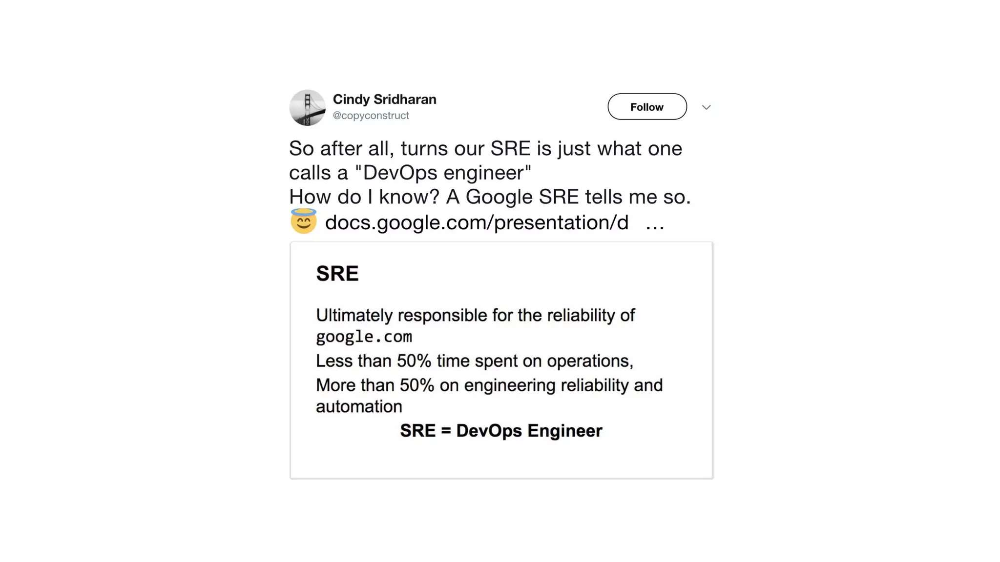 Cindy Sridharan
@copyconstruct
Follow
So after all, turns our SRE is just what one
calls a "DevOps engineer"
How do I know? A Google SRE tells me so.
😇 docs.google.com/presentation/d …
SRE
Ultimately responsible for the reliability of
google.com
Less than 50% time spent on operations,
More than 50% on engineering reliability and
automation
SRE = DevOps Engineer